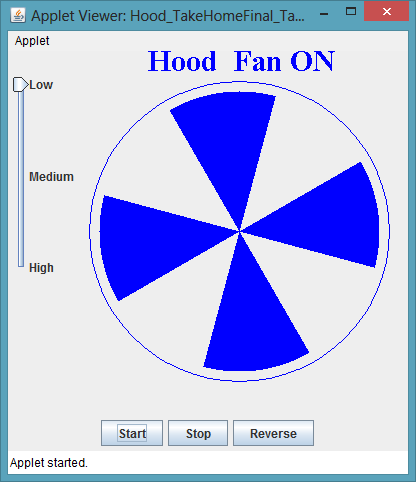 Applet Viewer: Hood_TakeHomeFinal_Ta...
Applet
Hood  Fan ON
Low
Medium
High
Start Stop Reverse
Applet started.